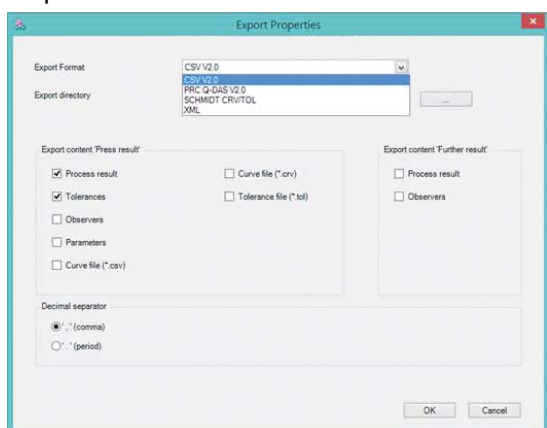 Export Properties
Export Format
CSV V2.0
CSV V2.0
PRC Q-DAS V2.0
SCHMIDT CRV/TOL
XML
Export directory
...
Export content 'Press result'
Process result
Curve file (*.crv)
Tolerances
Tolerance file (*.tol)
Observers
Parameters
Curve file (*.csv)
Export content 'Further result'
Process result
Observers
Decimal separator
' , ' (comma)
' . ' (period)
OK
Cancel